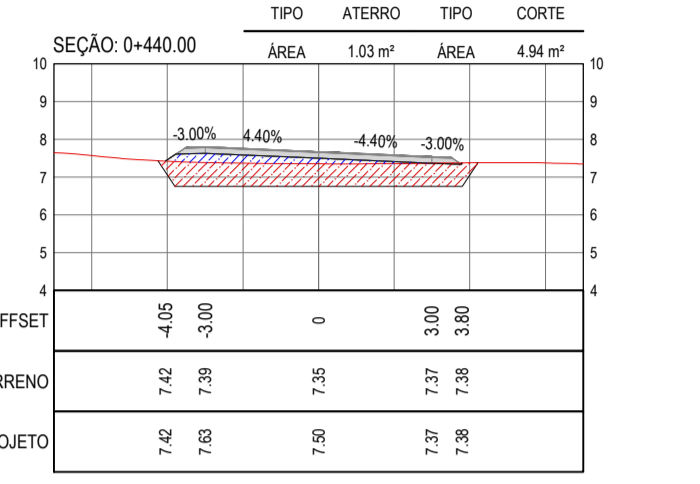 TIPO ATERRO TIPO CORTE
SEÇÃO: 0+440.00
ÁREA 1.03 m² ÁREA 4.94 m²
10 10
9 9
8 8
-3.00% 4.40% -4.40% -3.00%
7 7
6 6
5 5
4 4
FFSET -4.05 -3.00 0 3.00 3.80
RRENO 7.42 7.39 7.35 7.37 7.38
OJETO 7.42 7.63 7.50 7.37 7.38